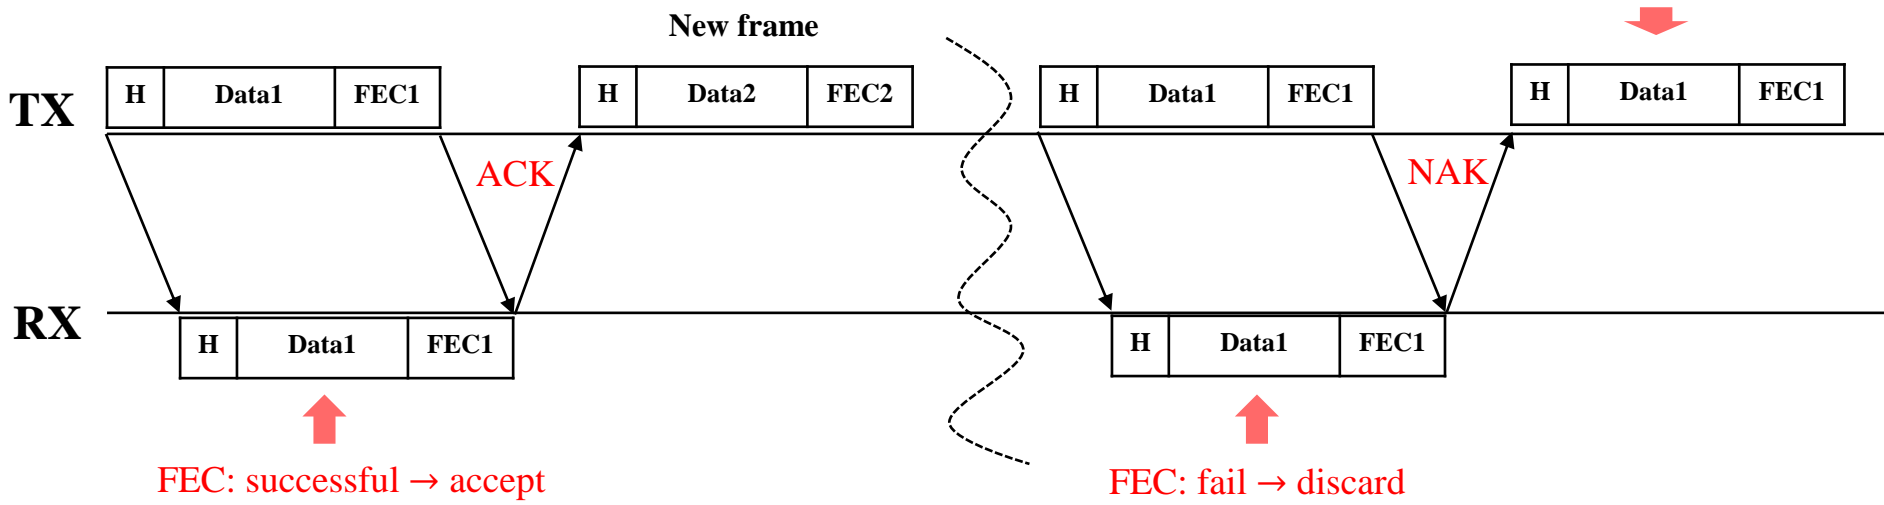 New frame
TX
H Data1 FEC1
H Data2 FEC2
H Data1 FEC1
H Data1 FEC1
ACK
NAK
RX
H Data1 FEC1
H Data1 FEC1
FEC: successful → accept
FEC: fail → discard